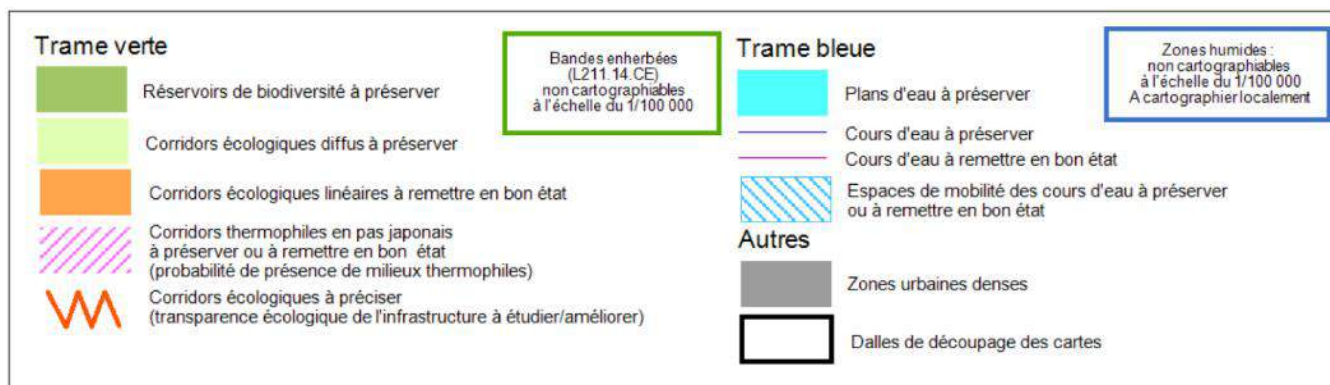 Trame verte
Réservoirs de biodiversité à préserver
Corridors écologiques diffus à préserver
Corridors écologiques linéaires à remettre en bon état
Corridors thermophiles en pas japonais
à préserver ou à remettre en bon état
(probabilité de présence de milieux thermophiles)
Corridors écologiques à préciser
(transparence écologique de l'infrastructure à étudier/améliorer)
Bandes enherbées
(L211.14.CE)
non cartographiables
à l'échelle du 1/100 000
Trame bleue
Plans d'eau à préserver
Cours d'eau à préserver
Cours d'eau à remettre en bon état
Espaces de mobilité des cours d'eau à préserver
ou à remettre en bon état
Zones humides :
non cartographiables
à l'échelle du 1/100 000
A cartographier localement
Autres
Zones urbaines denses
Dalles de découpage des cartes